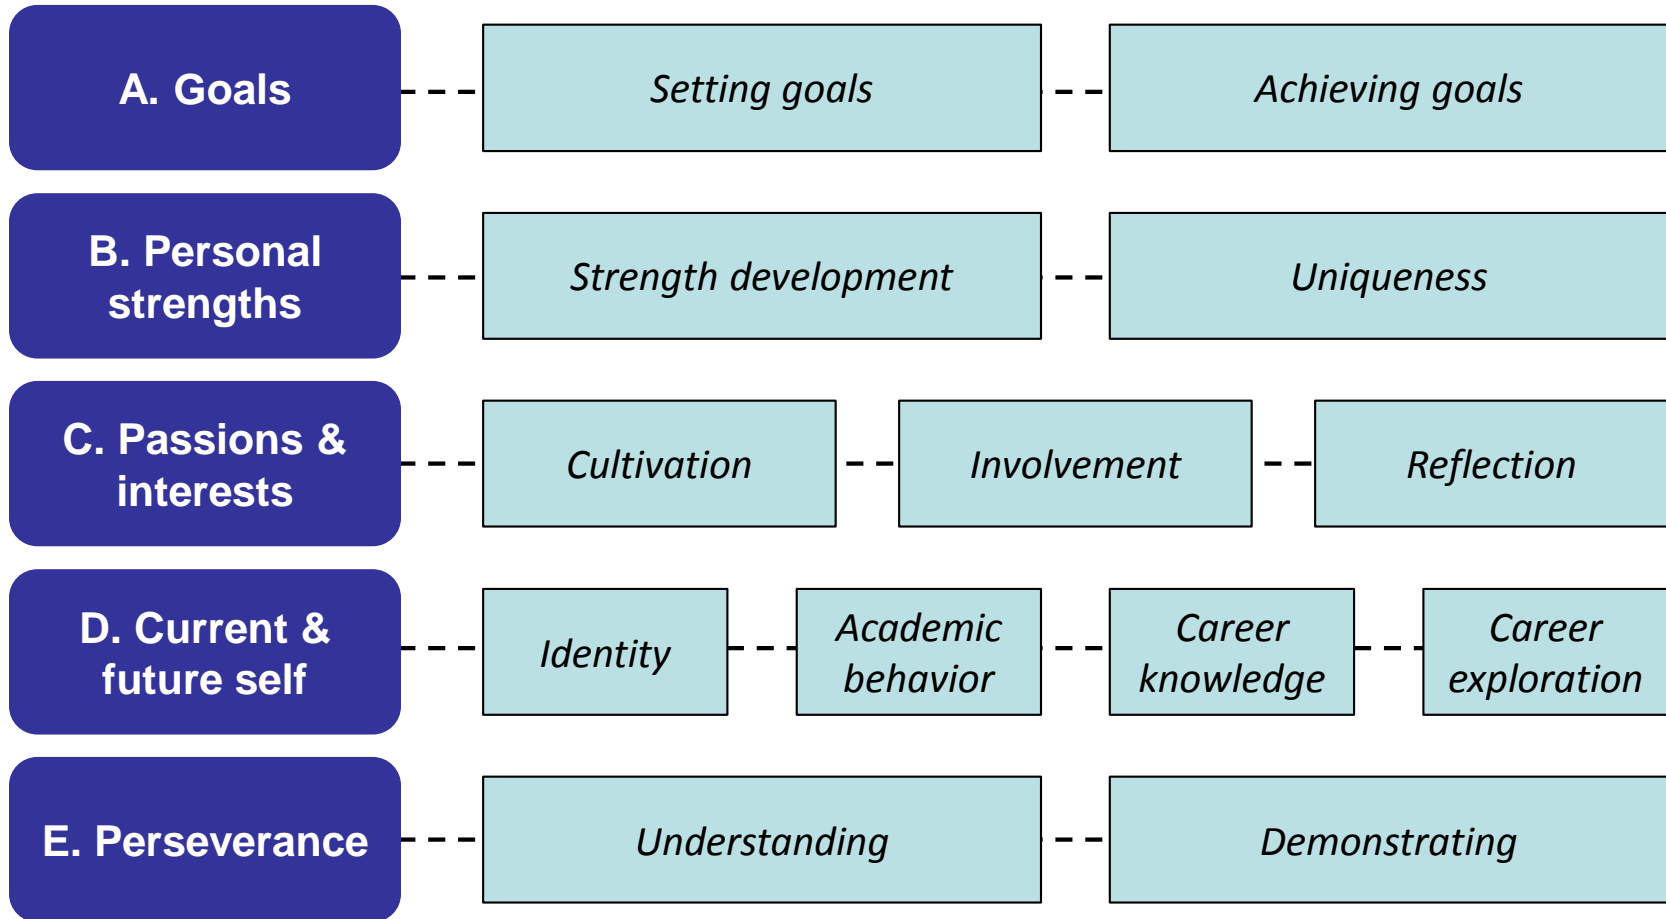 A. Goals
Setting goals
Achieving goals
B. Personal
strengths
Strength development
Uniqueness
C. Passions &
interests
Cultivation
Involvement
Reflection
D. Current &
future self
Identity
Academic
behavior
Career
knowledge
Career
exploration
E. Perseverance
Understanding
Demonstrating